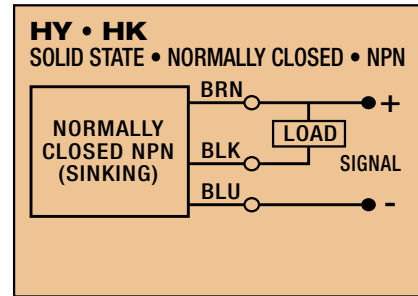 HY • HK
SOLID STATE • NORMALLY CLOSED • NPN
BRN
+
NORMALLY
CLOSED NPN
(SINKING)
LOAD
BLK
SIGNAL
BLU
-